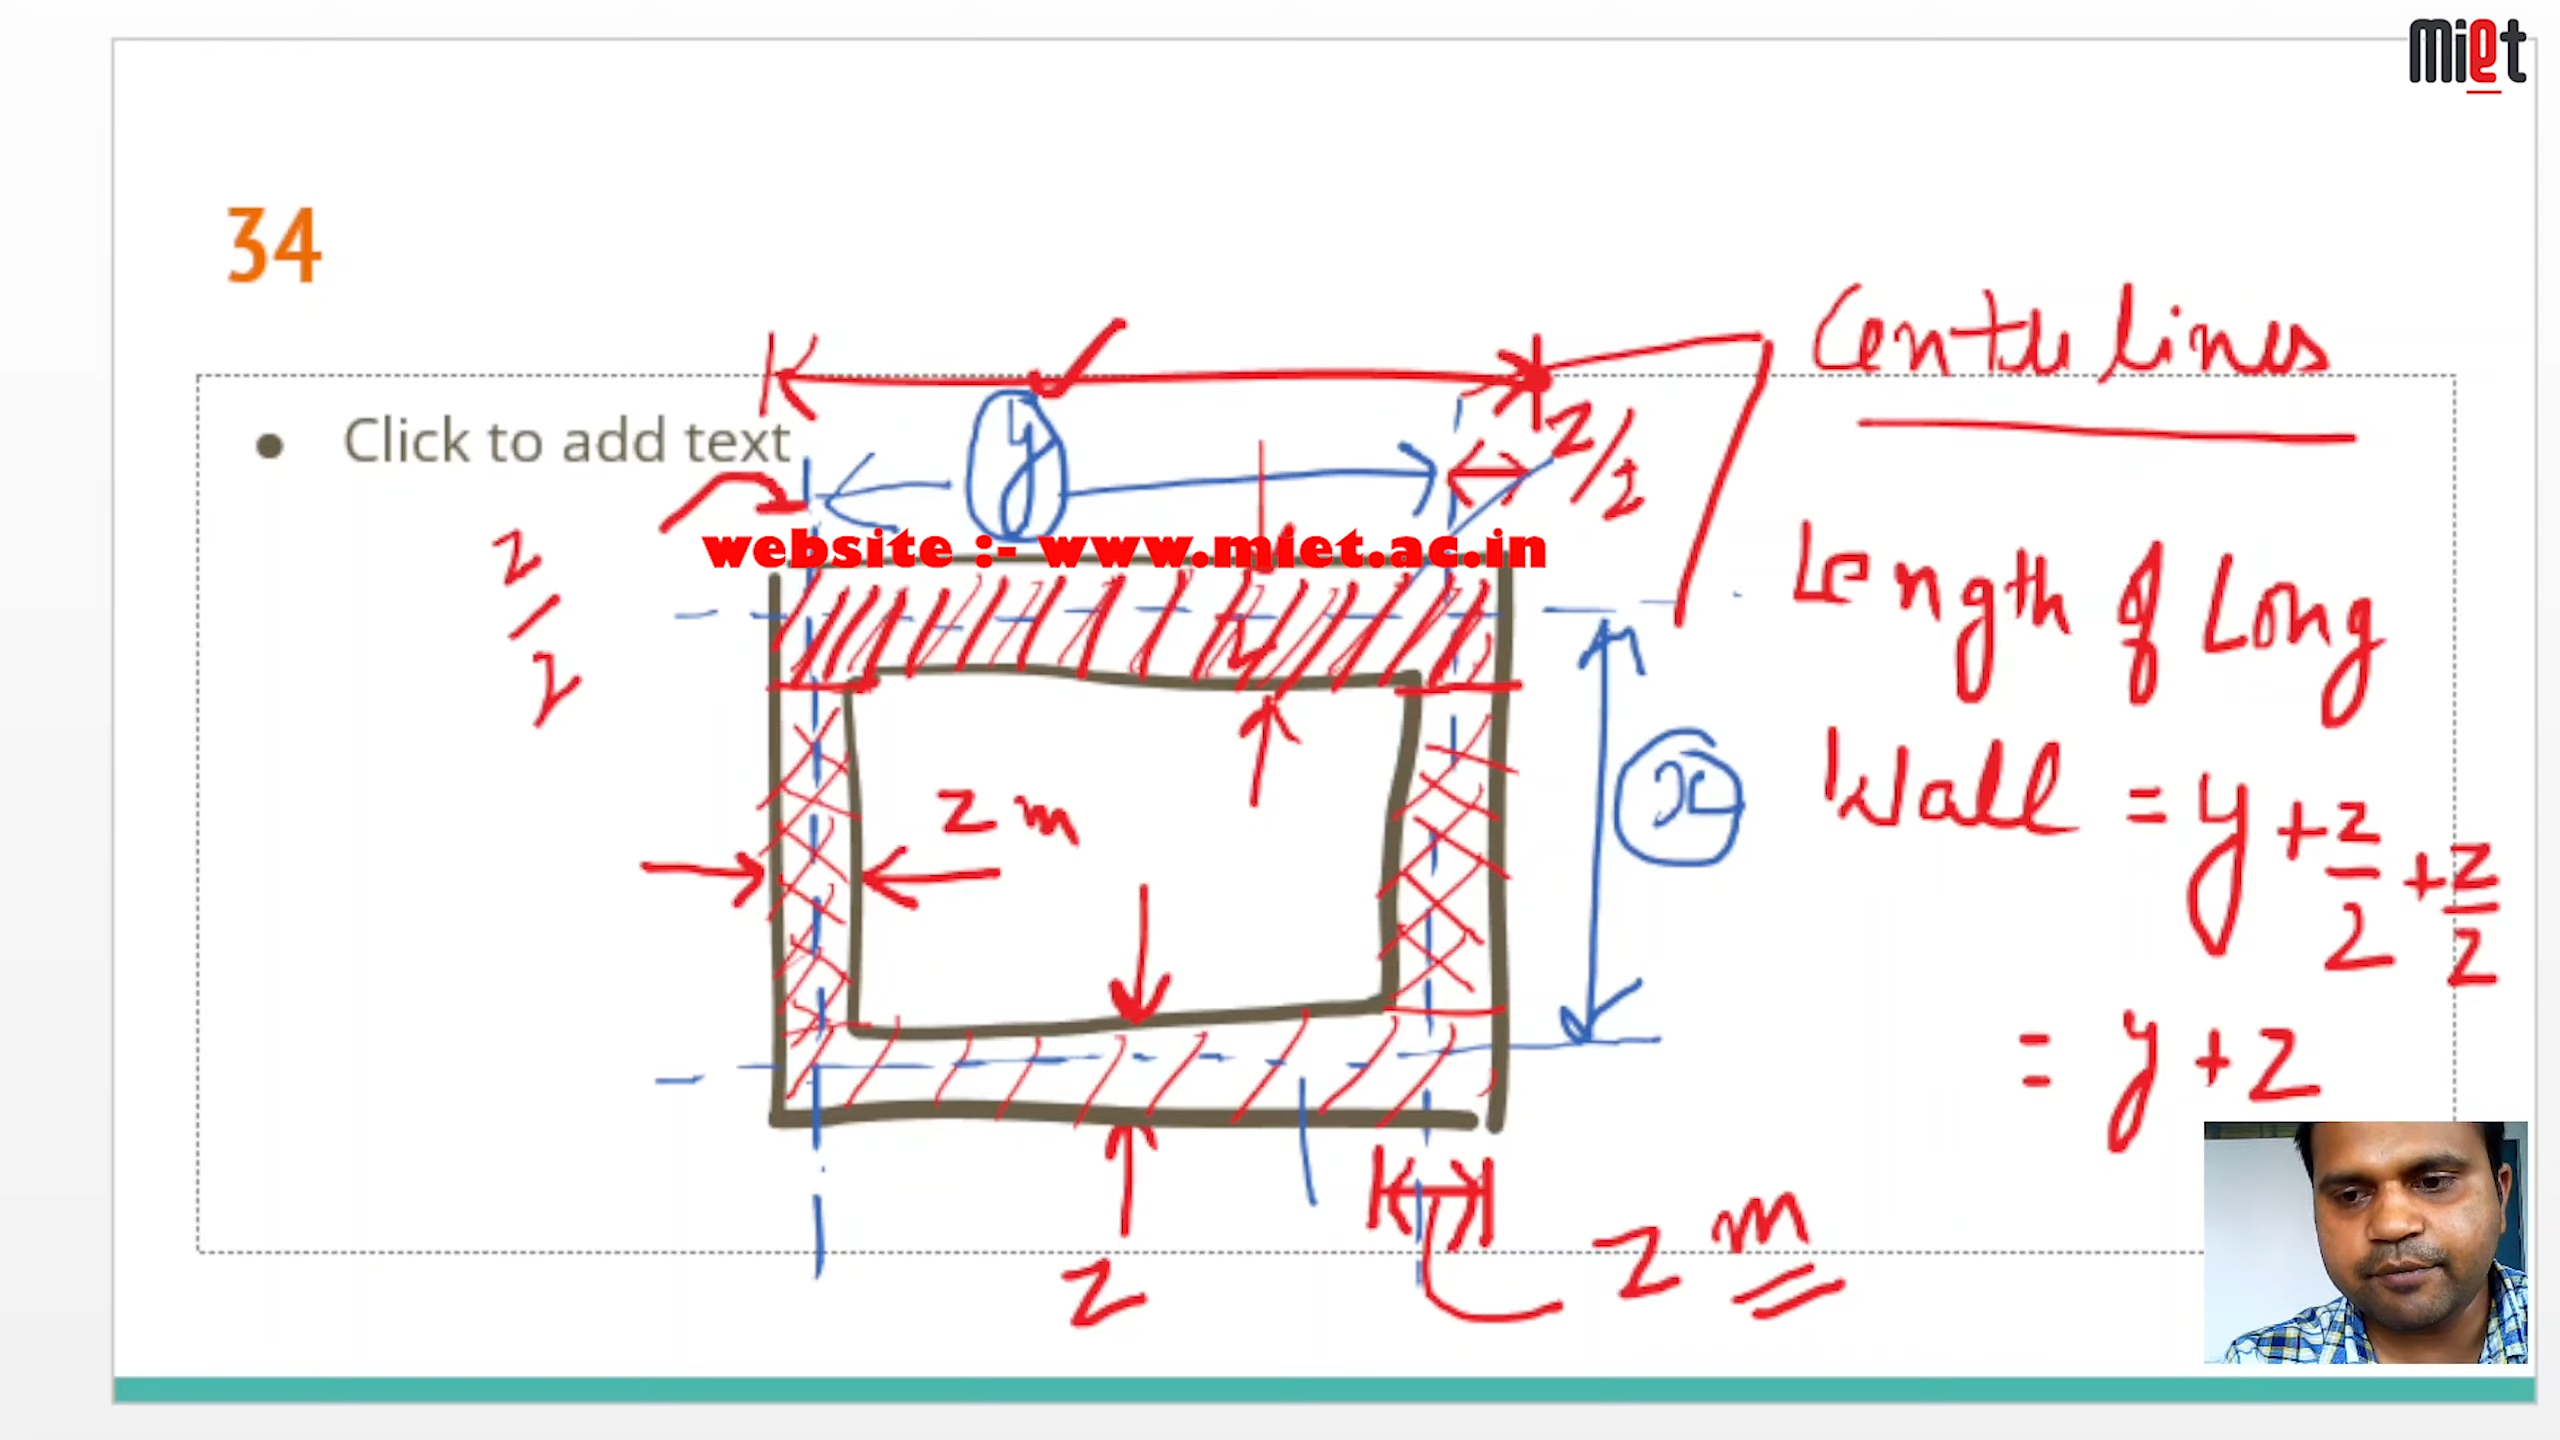 miet
34
Centre lines
• Click to add text
y
z/2
z
2
website :- www.miet.ac.in
Length of Long
Wall = y + z/2 + z/2
x
z m
= y + z
z m
z